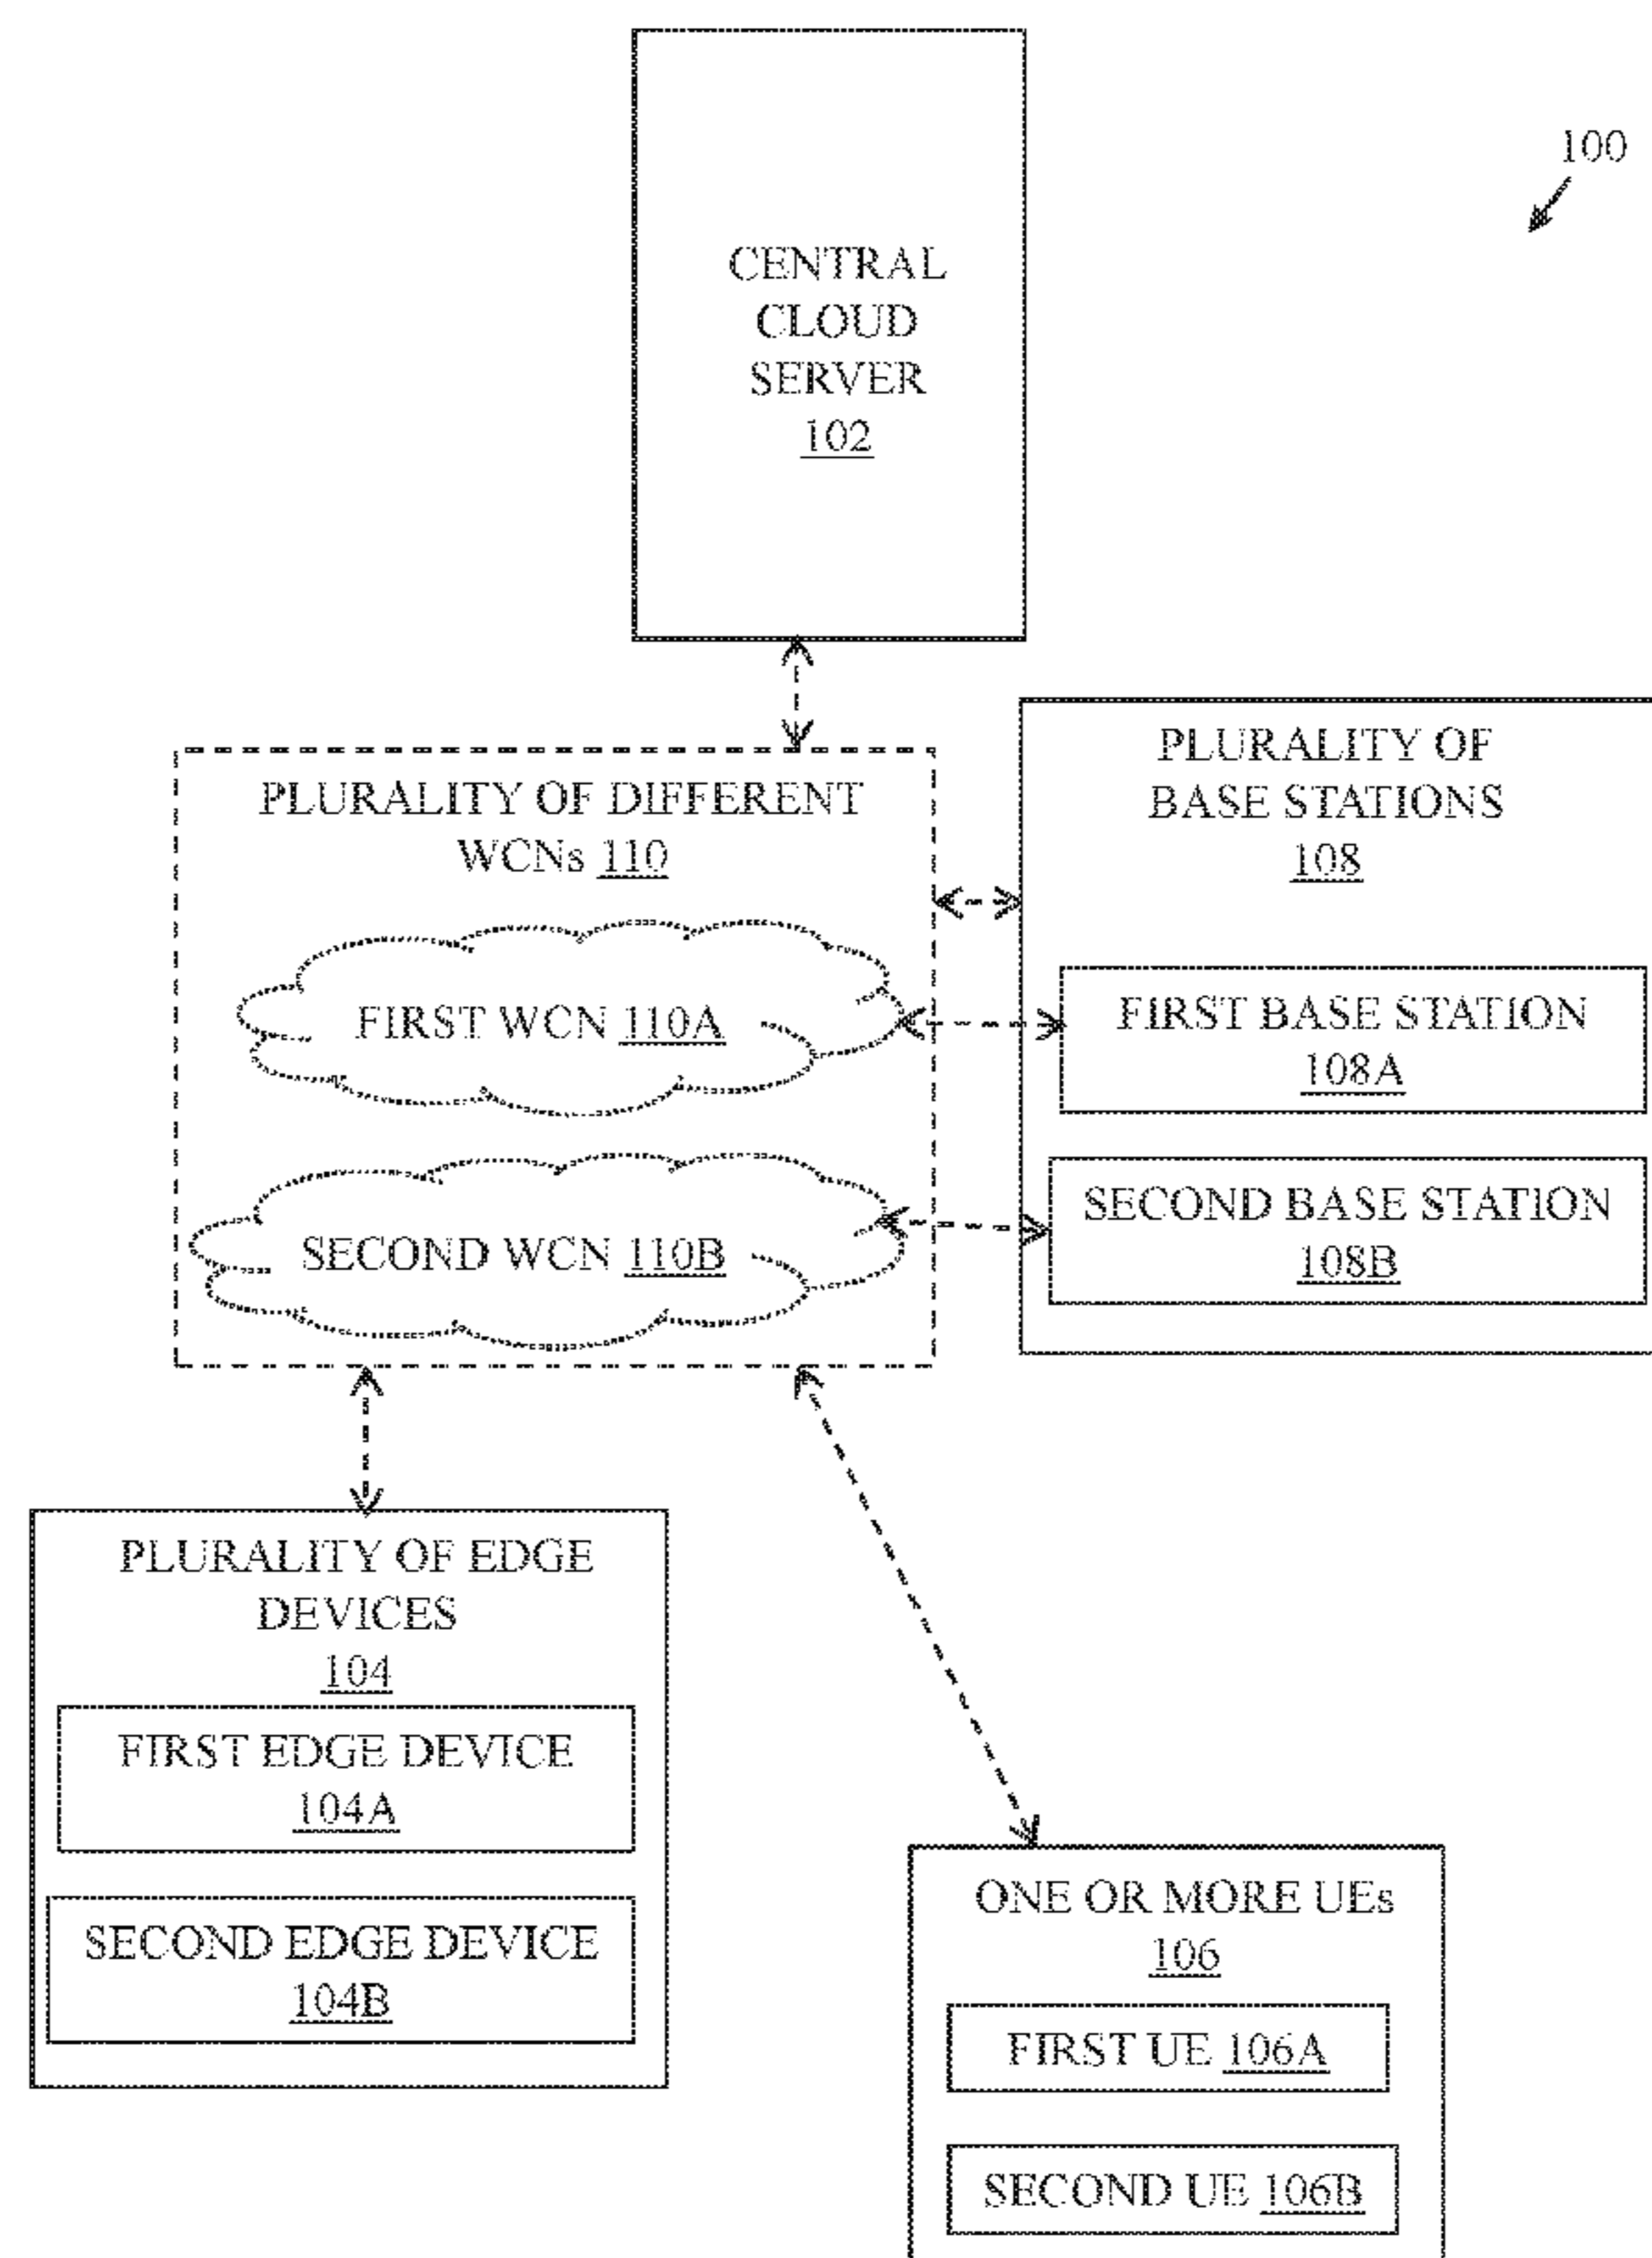 100
CENTRAL
CLOUD
SERVER
102
PLURALITY OF DIFFERENT
WCNs 110
FIRST WCN 110A
SECOND WCN 110B
PLURALITY OF
BASE STATIONS
108
FIRST BASE STATION
108A
SECOND BASE STATION
108B
PLURALITY OF EDGE
DEVICES
104
FIRST EDGE DEVICE
104A
SECOND EDGE DEVICE
104B
ONE OR MORE UEs
106
FIRST UE 106A
SECOND UE 106B